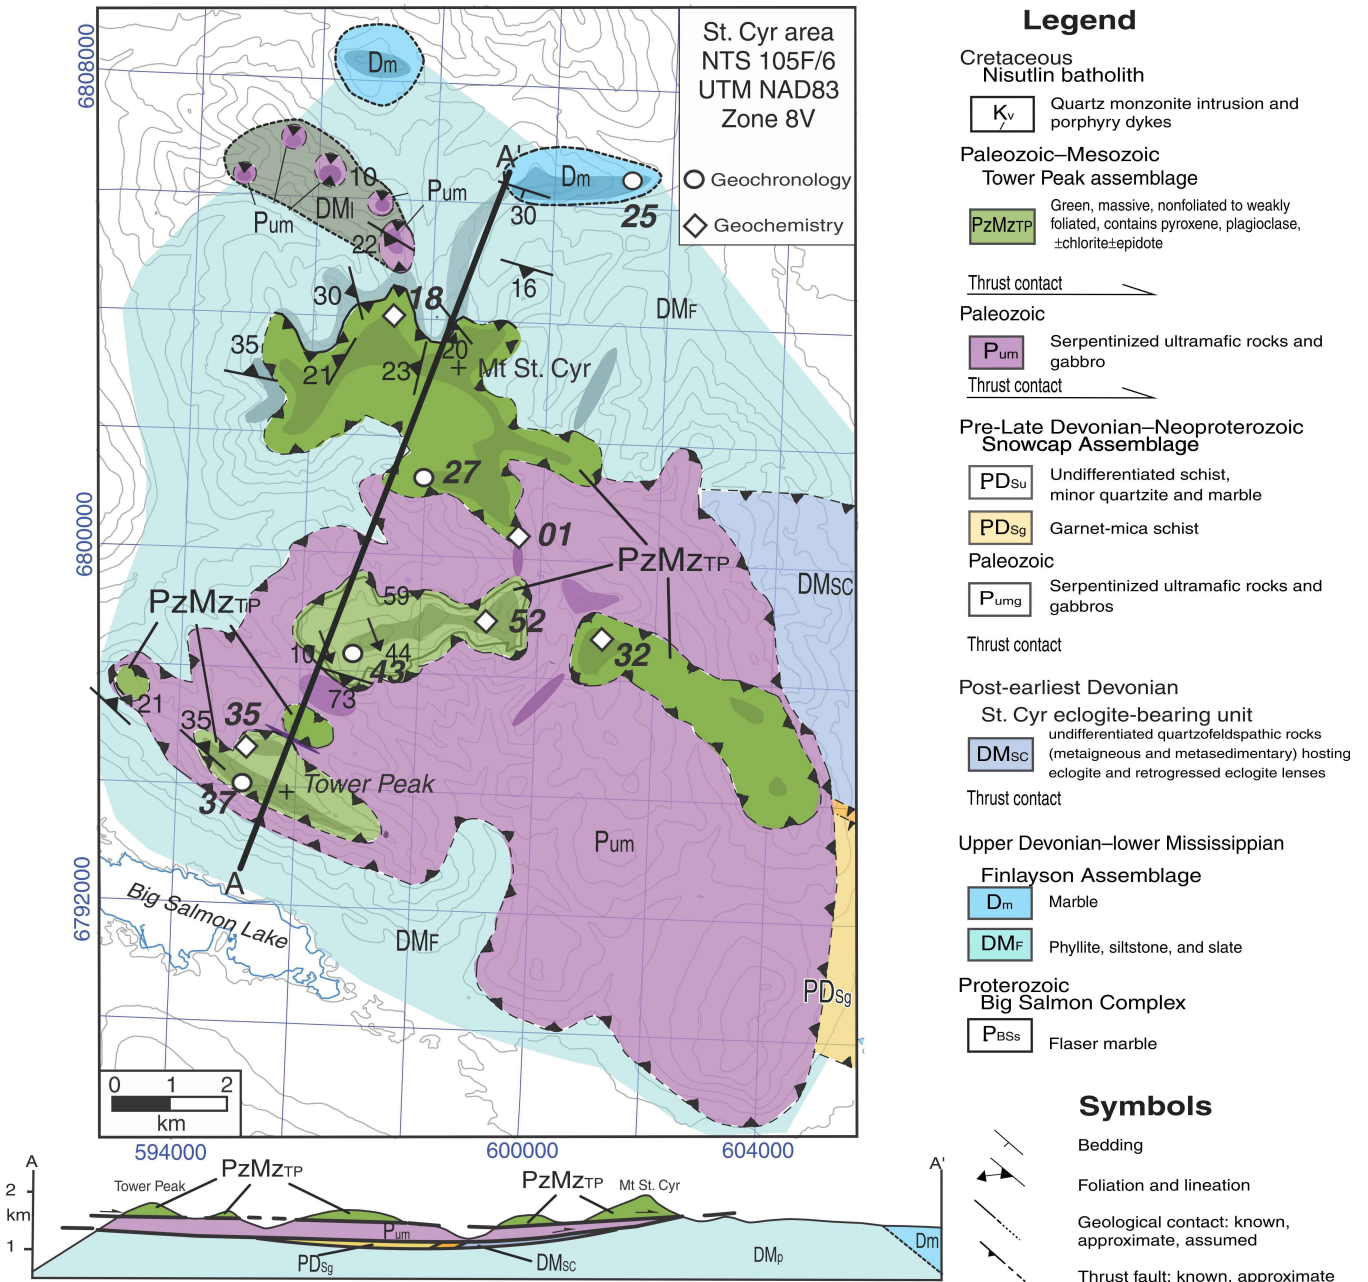 St. Cyr area
NTS 105F/6
UTM NAD83
Zone 8V
Geochronology
Geochemistry
6808000
6800000
6792000
594000
600000
604000
Dm
A'
Dm
30
25
10
DMI
Pum
Pum
22
16
DMF
30
18
35
20
21
23
Mt St. Cyr
27
01
PzMzTP
DMSC
PzMzTP
59
52
10
44
43
32
73
21
35
35
Tower Peak
37
Pum
A
Big Salmon Lake
DMF
PDSg
0 1 2
km
A
A'
2
km
1
Tower Peak
PzMzTP
PzMzTP
Mt St. Cyr
Pum
PDSg
DMSC
DMp
Dm
Legend
Cretaceous
Nisutlin batholith
Kv
Quartz monzonite intrusion and
porphyry dykes
Paleozoic–Mesozoic
Tower Peak assemblage
PzMzTP
Green, massive, nonfoliated to weakly
foliated, contains pyroxene, plagioclase,
±chlorite±epidote
Thrust contact
Paleozoic
Pum
Serpentinized ultramafic rocks and
gabbro
Thrust contact
Pre-Late Devonian–Neoproterozoic
Snowcap Assemblage
PDSu
Undifferentiated schist,
minor quartzite and marble
PDSg
Garnet-mica schist
Paleozoic
Pumg
Serpentinized ultramafic rocks and
gabbros
Thrust contact
Post-earliest Devonian
St. Cyr eclogite-bearing unit
DMSC
undifferentiated quartzofeldspathic rocks
(metaigneous and metasedimentary) hosting
eclogite and retrogressed eclogite lenses
Thrust contact
Upper Devonian–lower Mississippian
Finlayson Assemblage
Dm
Marble
DMF
Phyllite, siltstone, and slate
Proterozoic
Big Salmon Complex
PBSs
Flaser marble
Symbols
Bedding
Foliation and lineation
Geological contact: known,
approximate, assumed
Thrust fault: known, approximate